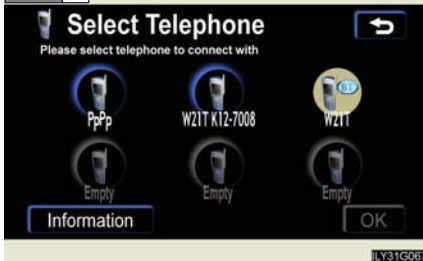 Select Telephone
Please select telephone to connect with
BT
PpPp W21T K12-7008 W21T
Empty Empty Empty
Information OK
ILY31G067